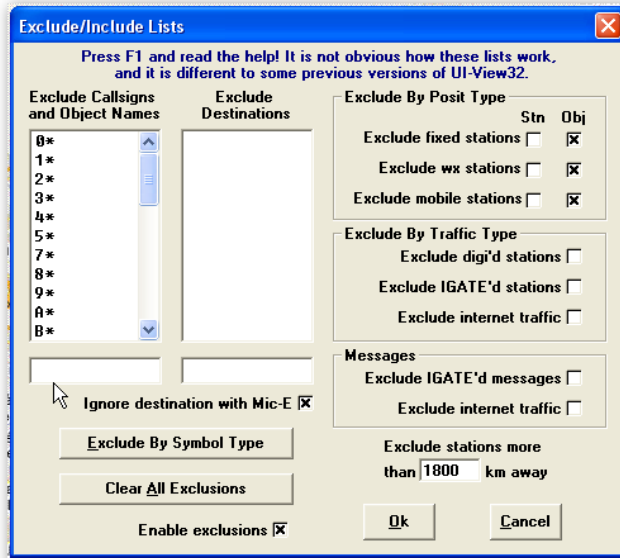 Exclude/Include Lists
Press F1 and read the help! It is not obvious how these lists work,
and it is different to some previous versions of UI-View32.
Exclude Callsigns
and Object Names
0*
1*
2*
3*
4*
5*
7*
8*
9*
A*
B*
Exclude
Destinations
Ignore destination with Mic-E
Exclude By Symbol Type
Clear All Exclusions
Enable exclusions
Exclude By Posit Type
Stn Obj
Exclude fixed stations
Exclude wx stations
Exclude mobile stations
Exclude By Traffic Type
Exclude digi'd stations
Exclude IGATE'd stations
Exclude internet traffic
Messages
Exclude IGATE'd messages
Exclude internet traffic
Exclude stations more
than 1800 km away
Ok
Cancel